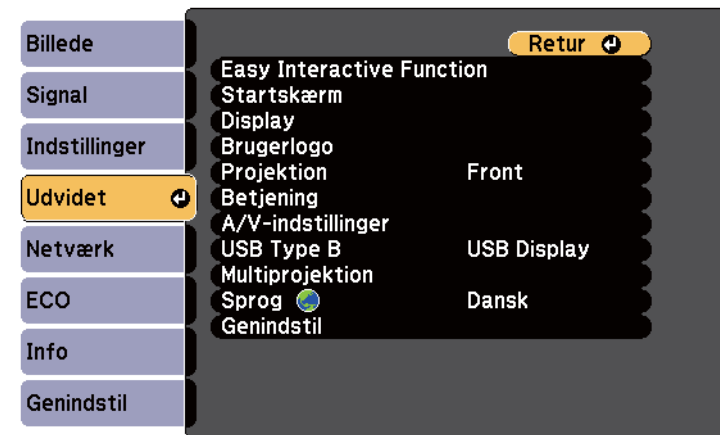 Billede
Signal
Indstillinger
Udvidet
Netværk
ECO
Info
Genindstil
Retur
Easy Interactive Function
Startskærm
Display
Brugerlogo
Projektion Front
Betjening
A/V-indstillinger
USB Type B USB Display
Multiprojektion
Sprog Dansk
Genindstil